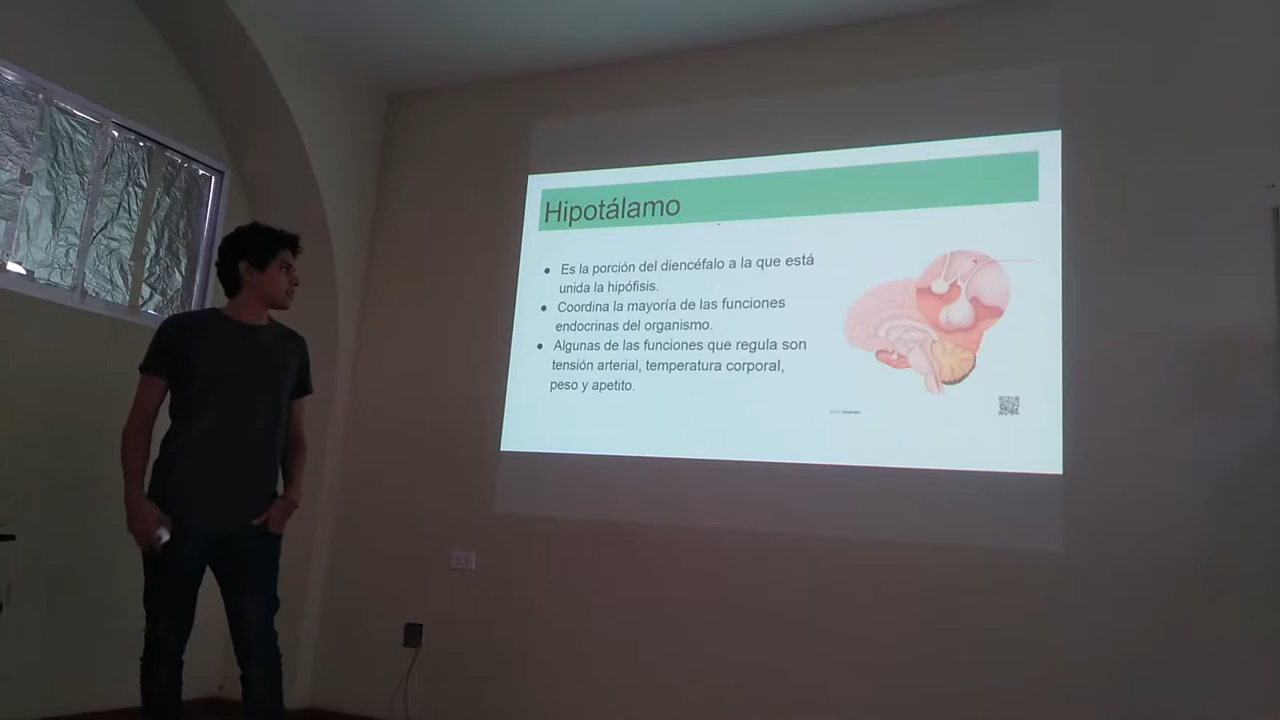 Hipotálamo
● Es la porción del diencéfalo a la que está
unida la hipófisis.
● Coordina la mayoría de las funciones
endocrinas del organismo.
● Algunas de las funciones que regula son
tensión arterial, temperatura corporal,
peso y apetito.